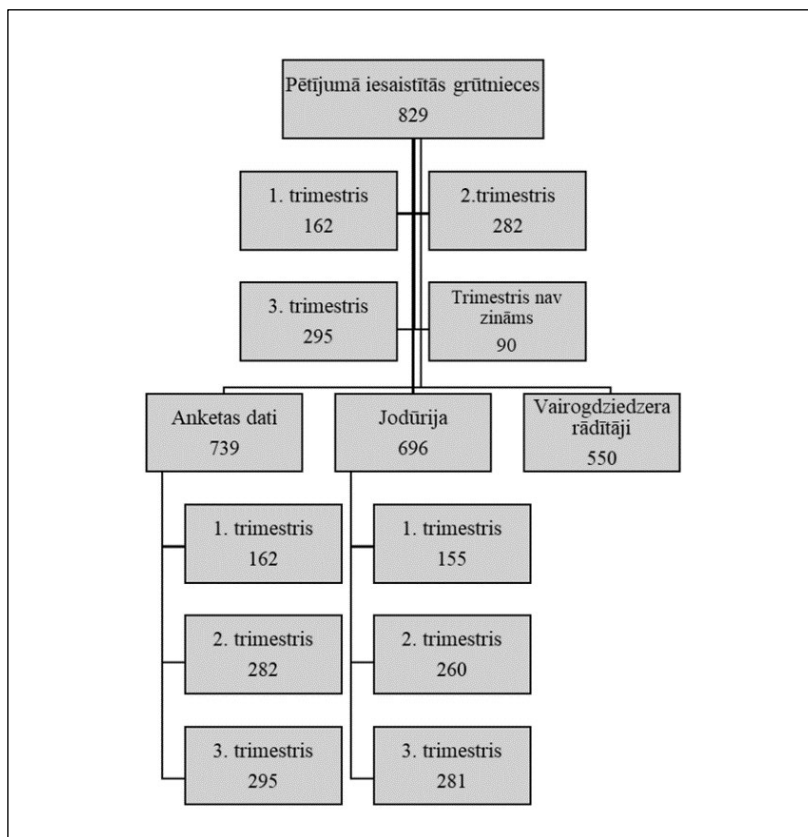 Pētījumā iesaistītās grūtnieces
829
1. trimestris
162
2.trimestris
282
3. trimestris
295
Trimestris nav
zināms
90
Anketas dati
739
Jodūrija
696
Vairogdziedzera
rādītāji
550
1. trimestris
162
1. trimestris
155
2. trimestris
282
2. trimestris
260
3. trimestris
295
3. trimestris
281